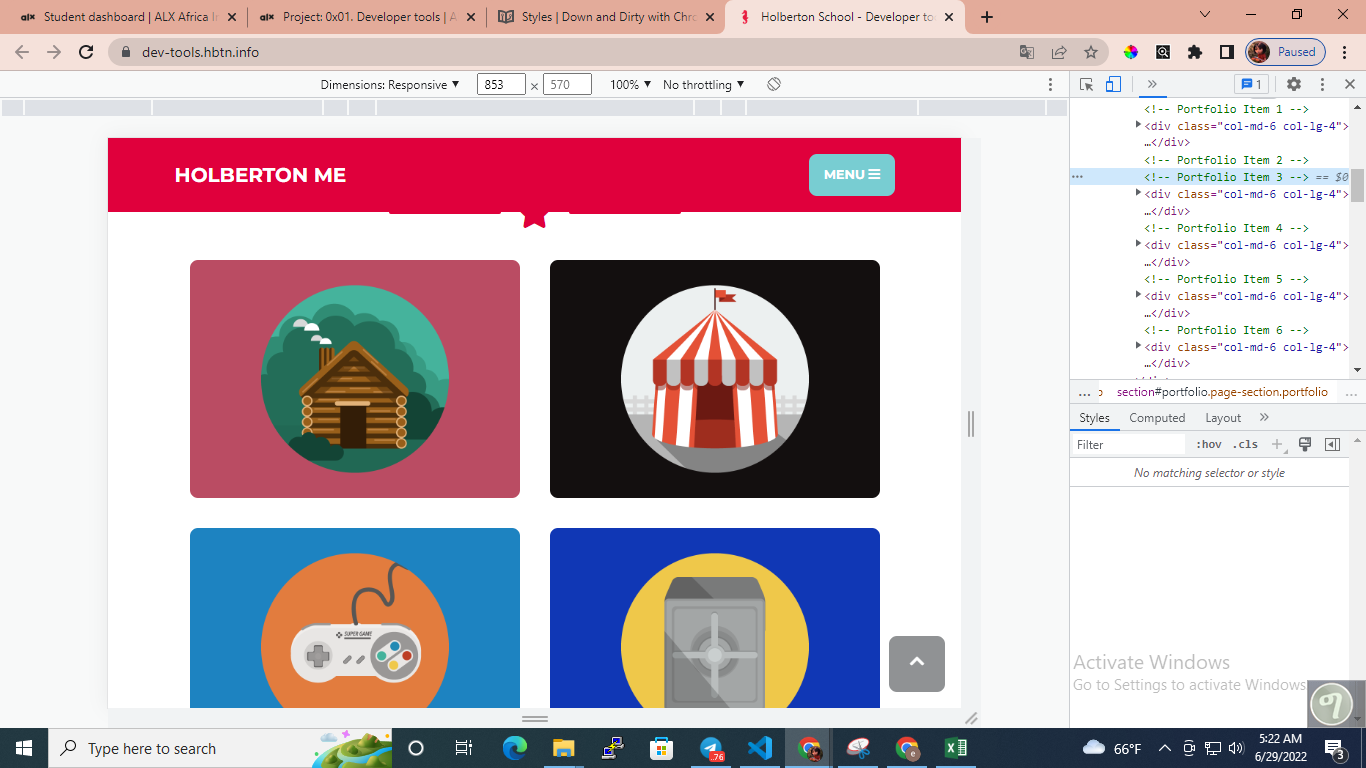 Student dashboard | ALX Africa I
Project: 0x01. Developer tools | A
Styles | Down and Dirty with Chro
Holberton School - Developer to
dev-tools.hbtn.info
Paused
Dimensions: Responsive ▼ 853 × 570 100% ▼ No throttling ▼
1
HOLBERTON ME
MENU
SUPER GAME
<!-- Portfolio Item 1 -->
<div class="col-md-6 col-lg-4">
…</div>
<!-- Portfolio Item 2 -->
<!-- Portfolio Item 3 --> == $0
<div class="col-md-6 col-lg-4">
…</div>
<!-- Portfolio Item 4 -->
<div class="col-md-6 col-lg-4">
…</div>
<!-- Portfolio Item 5 -->
<div class="col-md-6 col-lg-4">
…</div>
<!-- Portfolio Item 6 -->
<div class="col-md-6 col-lg-4">
…</div>
... section#portfolio.page-section.portfolio ...
Styles Computed Layout
Filter :hov .cls
No matching selector or style
Activate Windows
Go to Settings to activate Windows
ግ
Type here to search
.76
66°F
5:22 AM
6/29/2022
3